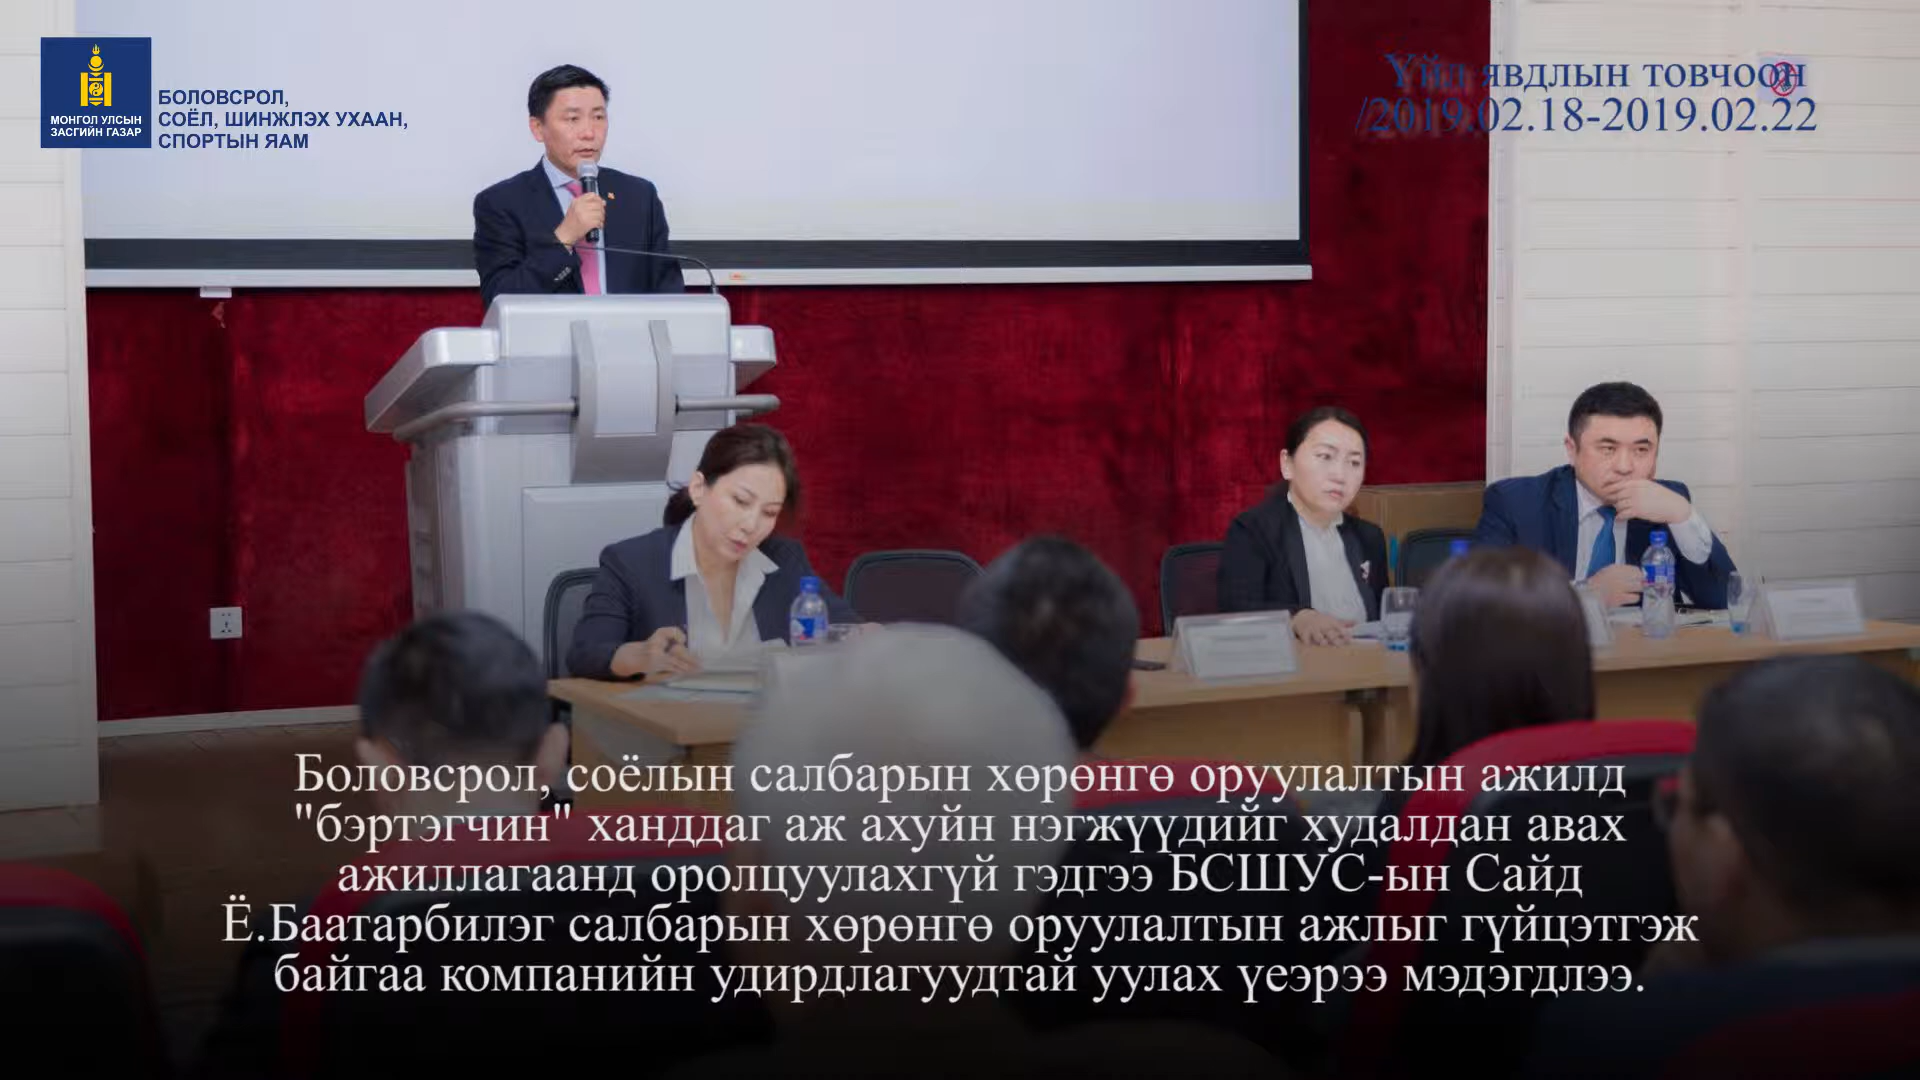 МОНГОЛ УЛСЫН
ЗАСГИЙН ГАЗАР
БОЛОВСРОЛ,
СОЁЛ, ШИНЖЛЭХ УХААН,
СПОРТЫН ЯАМ
Үйл явдлын товчоон
/2019.02.18-2019.02.22
Боловсрол, соёлын салбарын хөрөнгө оруулалтын ажилд
"бэртэгчин" ханддаг аж ахуйн нэгжүүдийг худалдан авах
ажиллагаанд оролцуулахгүй гэдгээ БСШУС-ын Сайд
Ё.Баатарбилэг салбарын хөрөнгө оруулалтын ажлыг гүйцэтгэж
байгаа компанийн удирдлагуудтай уулах үеэрээ мэдэгдлээ.